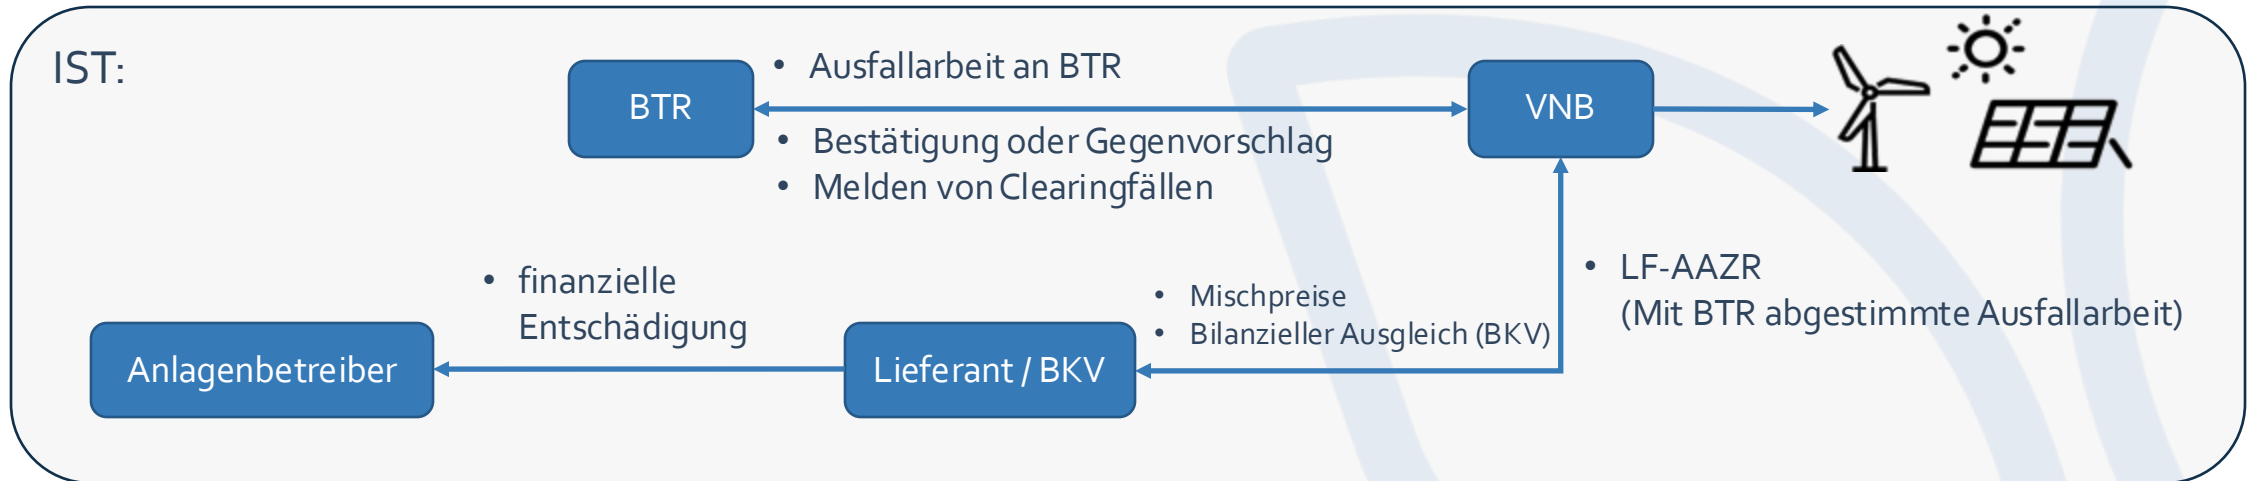 IST:
BTR
• Ausfallarbeit an BTR
• Bestätigung oder Gegenvorschlag
• Melden von Clearingfällen
VNB
• finanzielle
Entschädigung
• Mischpreise
• Bilanzieller Ausgleich (BKV)
• LF-AAZR
(Mit BTR abgestimmte Ausfallarbeit)
Anlagenbetreiber
Lieferant / BKV